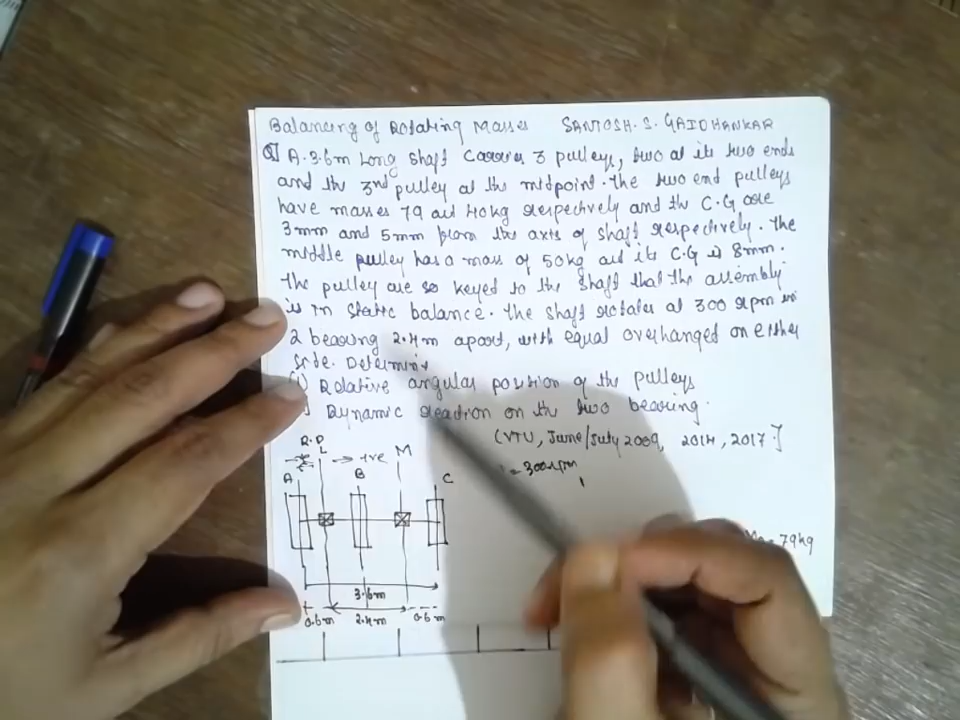 Balancing of Rotating Masses SANTOSH. S. GAIDHANKAR
Q] A. 3.6m Long shaft Carries 3 pulleys, two at its two ends
and the 3rd pulley at the midpoint. The two end pulleys
have masses 79 and 40kg respectively and the C.G are
3mm and 5mm from the axis of shaft respectively. The
middle pulley has a mass of 50kg and its C.G is 8mm.
The pulley are so keyed to the shaft that the assembly
is in static balance. The shaft rotates at 300 rpm in
2 bearing 2.4m apart, with equal overhanged on either
side. Determine
i) Relative angular position of the pulleys
Dynamic reaction on the two bearing.
(VTU, June/July 2009, 2014, 2017]
R.P
L → +ve M
= 300rpm
A B C
= 79kg
3.6m
0.6m 2.4m 0.6m